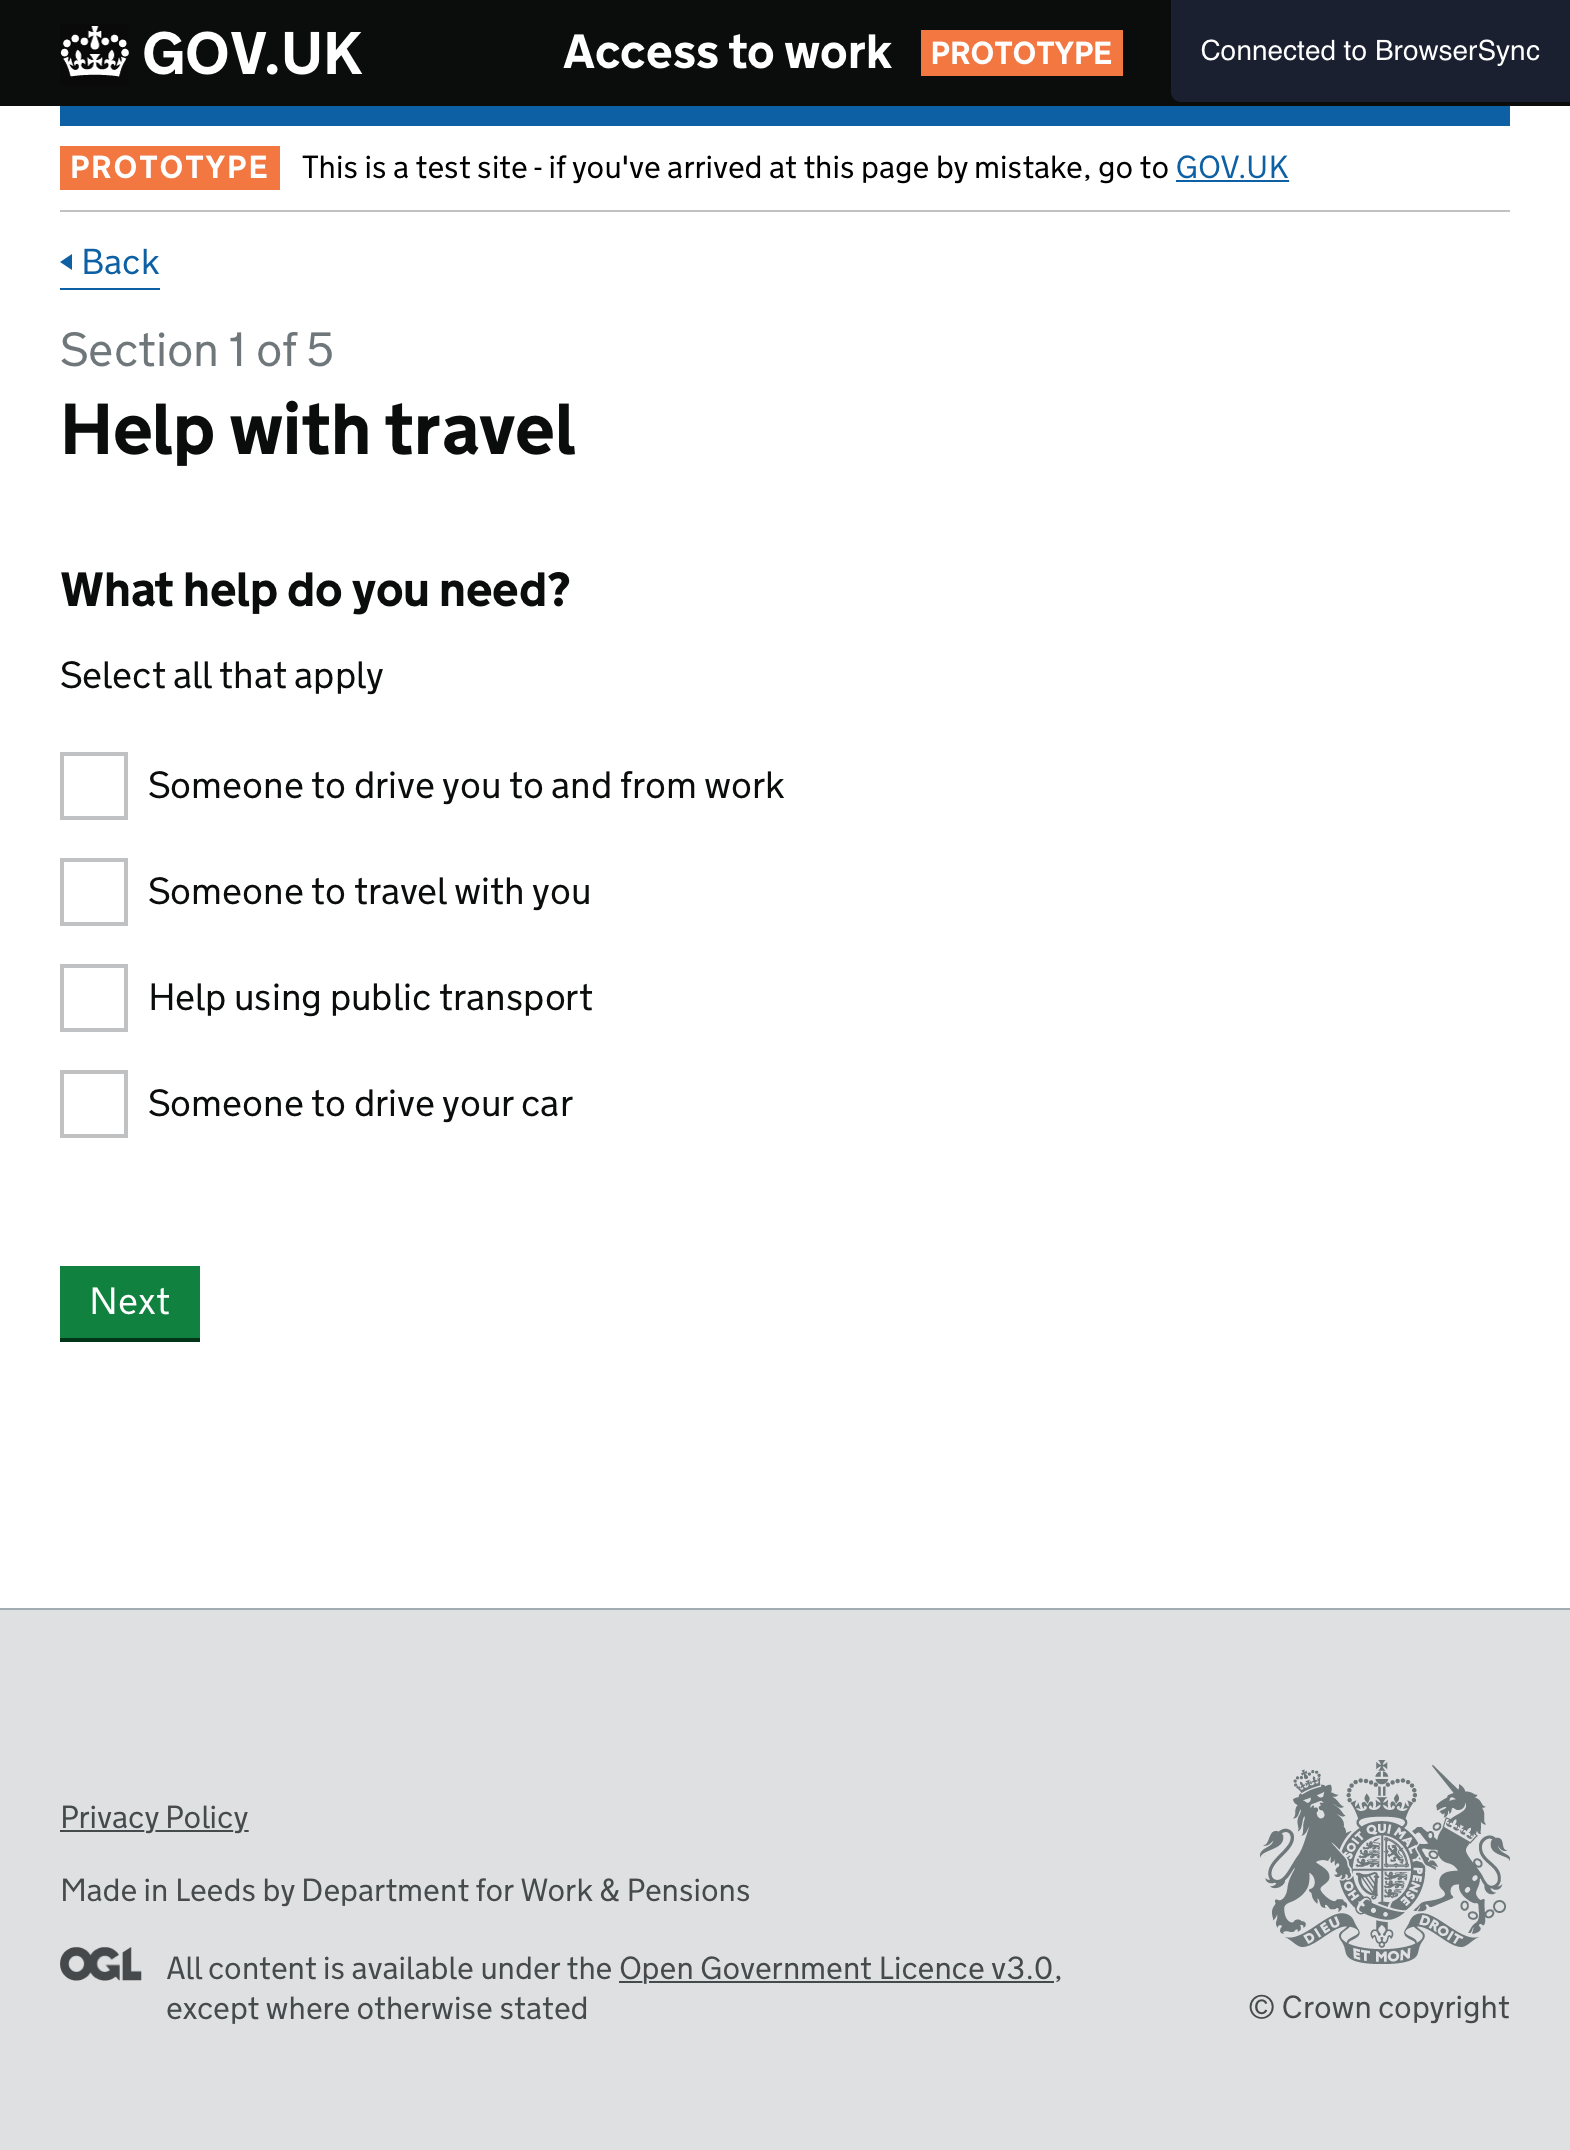 GOV.UK
Access to work PROTOTYPE
Connected to BrowserSync
PROTOTYPE This is a test site - if you've arrived at this page by mistake, go to GOV.UK
Back
Section 1 of 5
Help with travel
What help do you need?
Select all that apply
Someone to drive you to and from work
Someone to travel with you
Help using public transport
Someone to drive your car
Next
Privacy Policy
Made in Leeds by Department for Work & Pensions
OGL All content is available under the Open Government Licence v3.0,
except where otherwise stated
DIEU ET MON DROIT
© Crown copyright